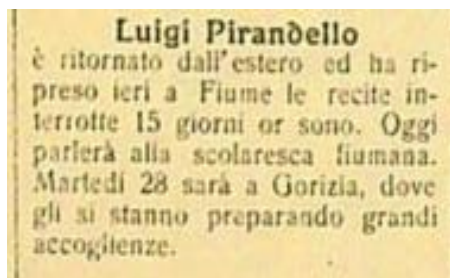 Luigi Pirandello
è ritornato dall'estero ed ha ri-
preso ieri a Fiume le recite in-
terrotte 15 giorni or sono. Oggi
parlerà alla scolaresca fiumana.
Martedì 28 sarà a Gorizia, dove
gli si stanno preparando grandi
accoglienze.